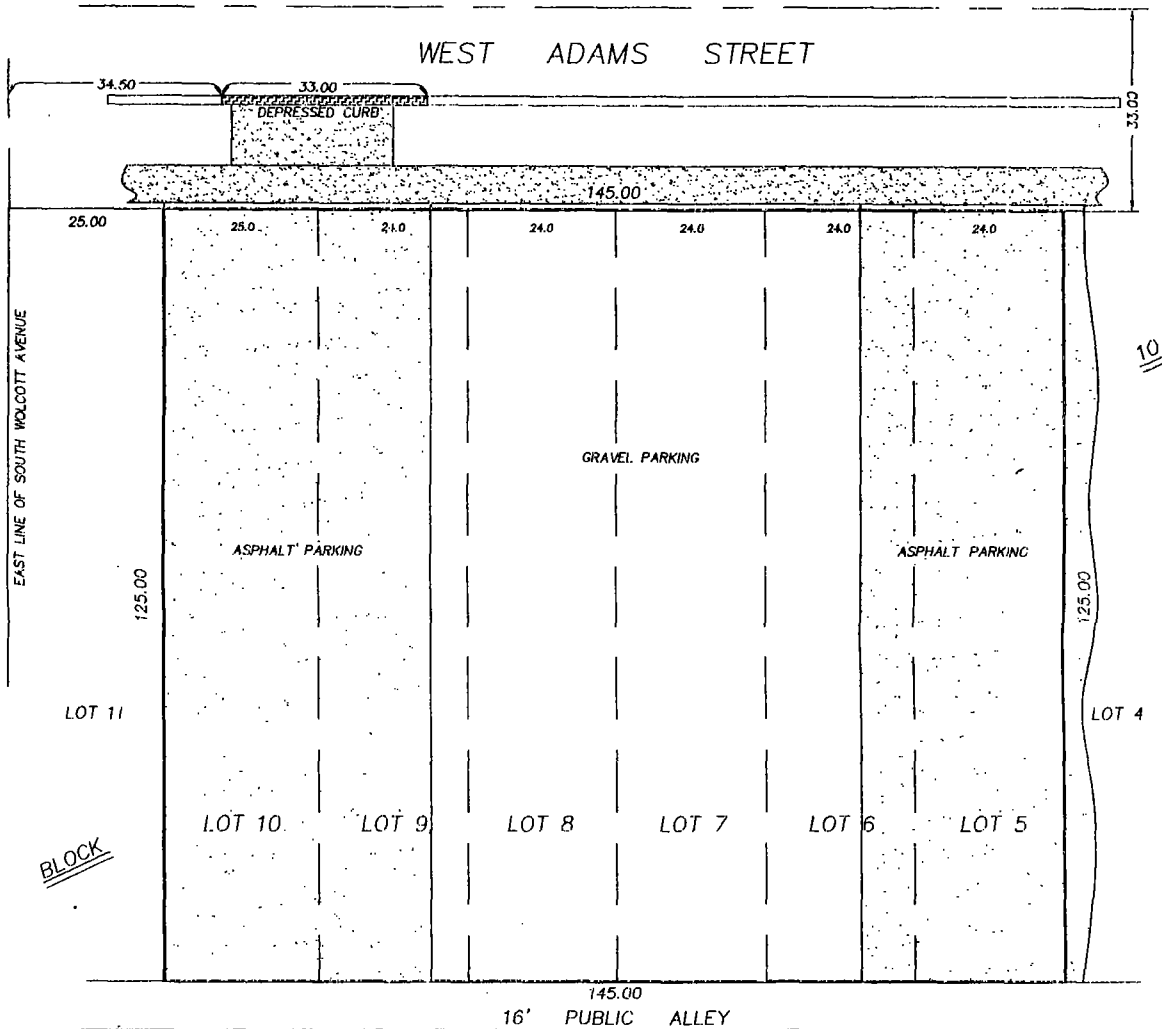 WEST ADAMS STREET
34.50
33.00
DEPRESSED CURB
33.00
145.00
25.00
25.0
24.0
24.0
24.0
24.0
24.0
EAST LINE OF SOUTH WOLCOTT AVENUE
10
GRAVEL PARKING
ASPHALT PARKING
ASPHALT PARKING
125.00
125.00
LOT 11
LOT 4
LOT 10
LOT 9
LOT 8
LOT 7
LOT 6
LOT 5
BLOCK
145.00
16' PUBLIC ALLEY